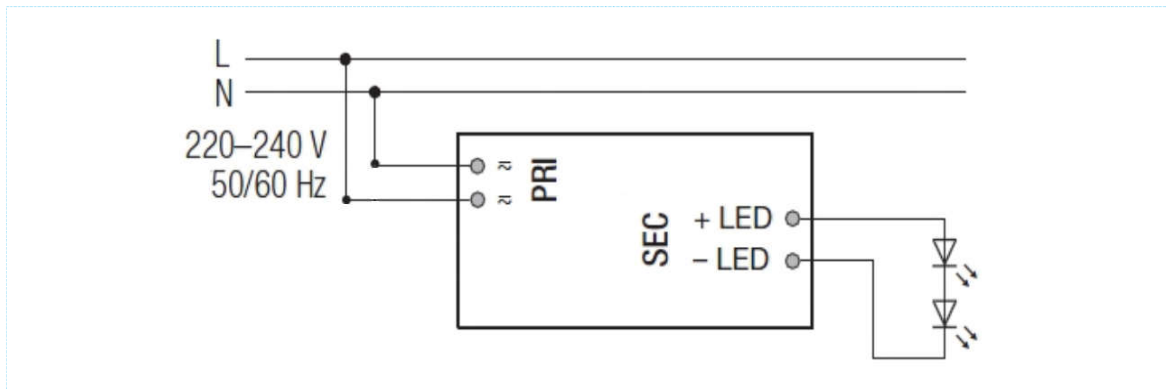 L
N
220–240 V
50/60 Hz
≂
≂
PRI
SEC
+ LED
– LED